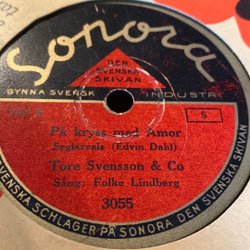 Sonora
DEN
SVENSKA
SKIVAN
GYNNA SVENSK INDUSTRI
S
På kryss med Amor
Seglarvals (Edvin Dahl)
Tore Svensson & Co
Sång: Folke Lindberg
3055
SVENSKA SCHLAGER PÅ SONORA DEN SVENSKA SKIVAN